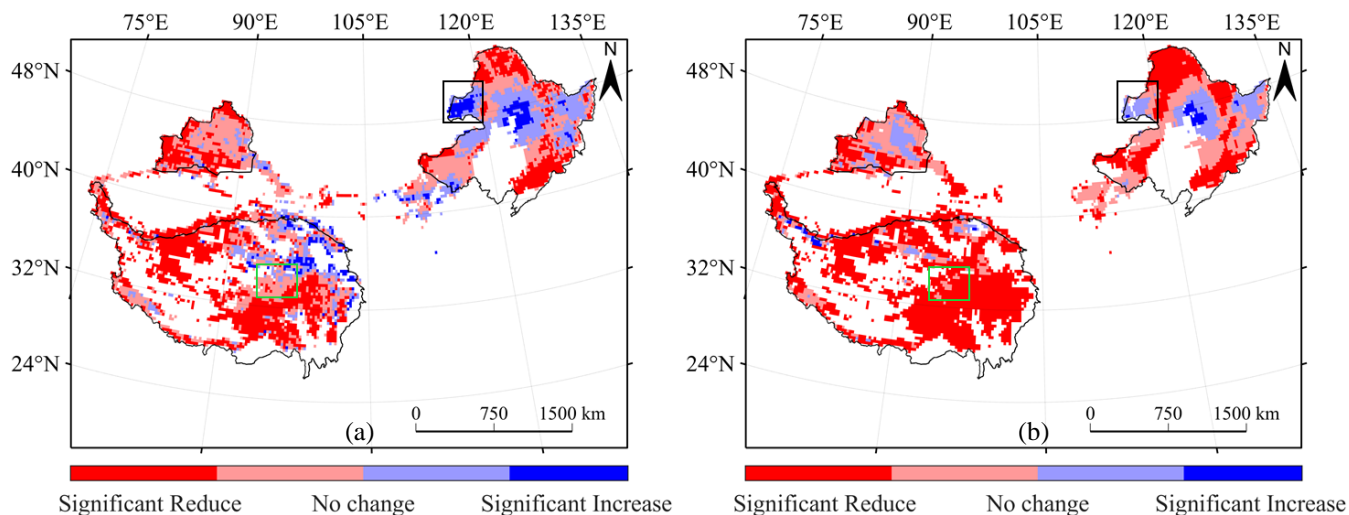 75°E 90°E 105°E 120°E 135°E
N
48°N
40°N
32°N
24°N
0 750 1500 km
(a)
Significant Reduce No change Significant Increase
75°E 90°E 105°E 120°E 135°E
N
48°N
40°N
32°N
24°N
0 750 1500 km
(b)
Significant Reduce No change Significant Increase